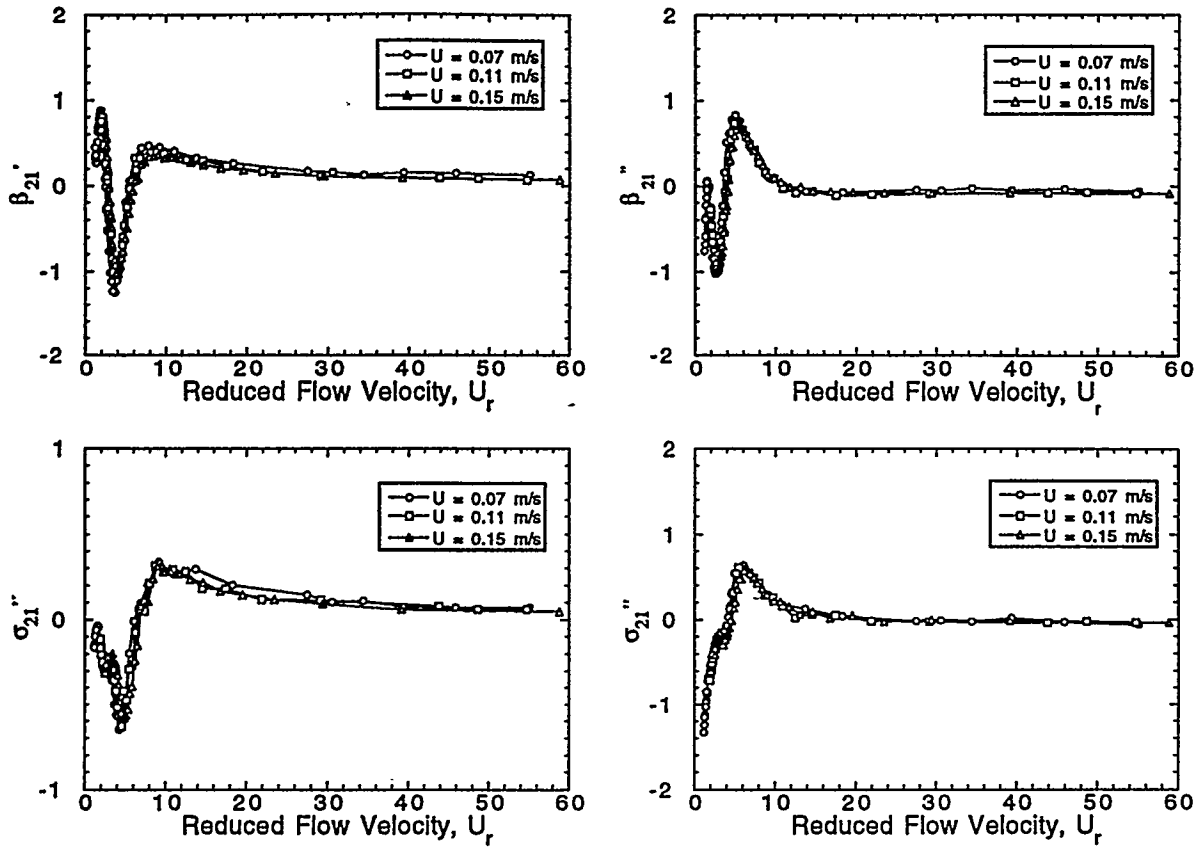 2
1
0
-1
-2
β21'
U = 0.07 m/s
U = 0.11 m/s
U = 0.15 m/s
0 10 20 30 40 50 60
Reduced Flow Velocity, Ur
2
1
0
-1
-2
β21''
U = 0.07 m/s
U = 0.11 m/s
U = 0.15 m/s
0 10 20 30 40 50 60
Reduced Flow Velocity, Ur
1
0
-1
σ21''
U = 0.07 m/s
U = 0.11 m/s
U = 0.15 m/s
0 10 20 30 40 50 60
Reduced Flow Velocity, Ur
2
1
0
-1
-2
σ21''
U = 0.07 m/s
U = 0.11 m/s
U = 0.15 m/s
0 10 20 30 40 50 60
Reduced Flow Velocity, Ur